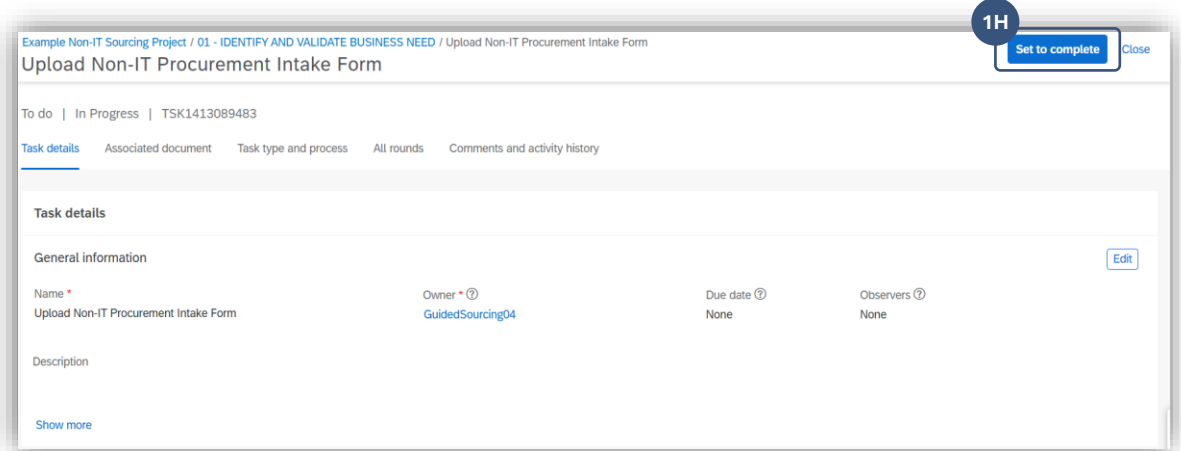 1H
Example Non-IT Sourcing Project / 01 - IDENTIFY AND VALIDATE BUSINESS NEED / Upload Non-IT Procurement Intake Form
Set to complete Close
Upload Non-IT Procurement Intake Form
To do | In Progress | TSK1413089483
Task details Associated document Task type and process All rounds Comments and activity history
Task details
General information Edit
Name * Owner * ? Due date ? Observers ?
Upload Non-IT Procurement Intake Form GuidedSourcing04 None None
Description
Show more